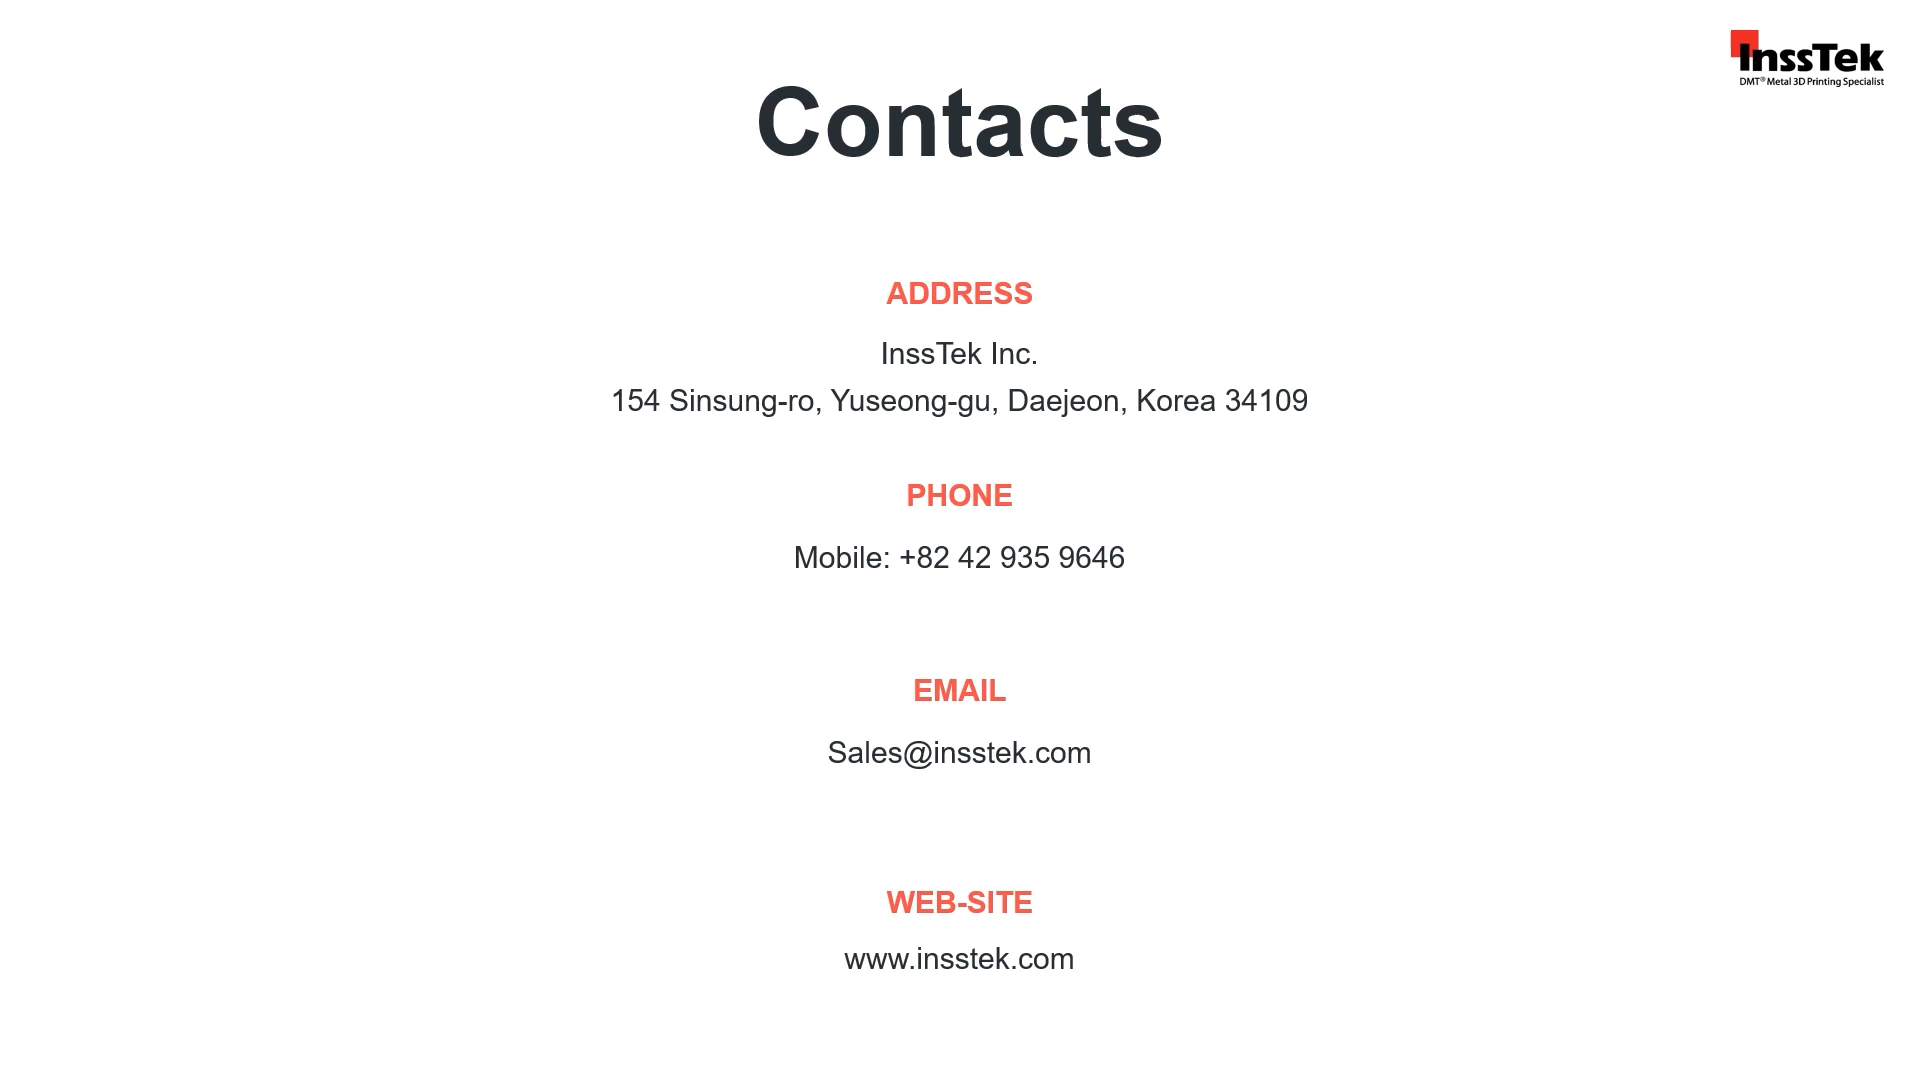 InssTek
DMT® Metal 3D Printing Specialist
Contacts
ADDRESS
InssTek Inc.
154 Sinsung-ro, Yuseong-gu, Daejeon, Korea 34109
PHONE
Mobile: +82 42 935 9646
EMAIL
Sales@insstek.com
WEB-SITE
www.insstek.com